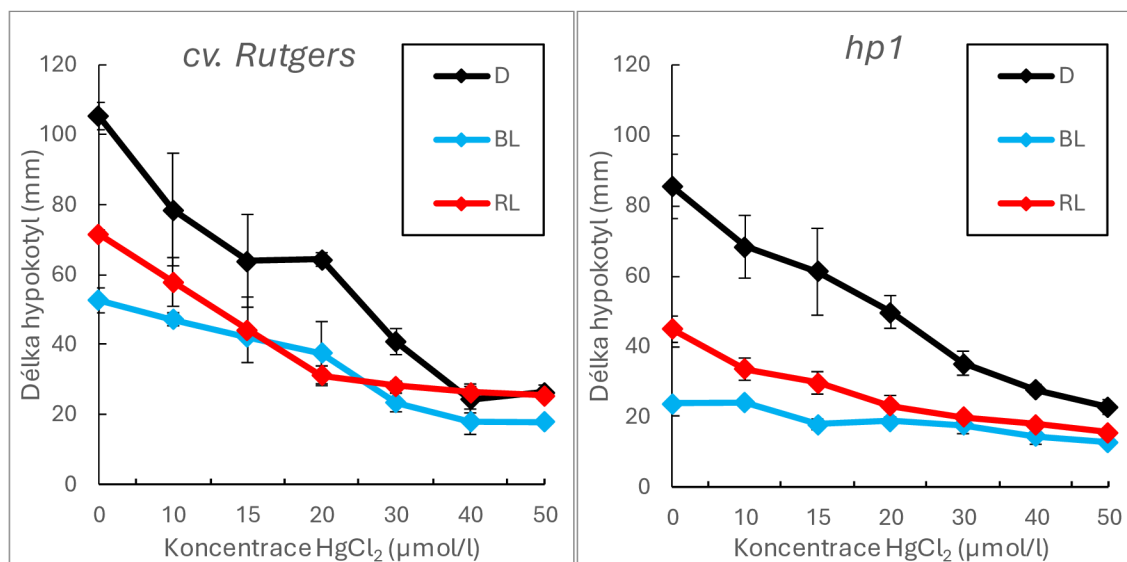 cv. Rutgers
D
BL
RL
Délka hypokotyl (mm)
120
100
80
60
40
20
0
0 10 15 20 30 40 50
Koncentrace HgCl₂ (µmol/l)
hp1
D
BL
RL
Délka hypokotyl (mm)
120
100
80
60
40
20
0
0 10 15 20 30 40 50
Koncentrace HgCl₂ (µmol/l)